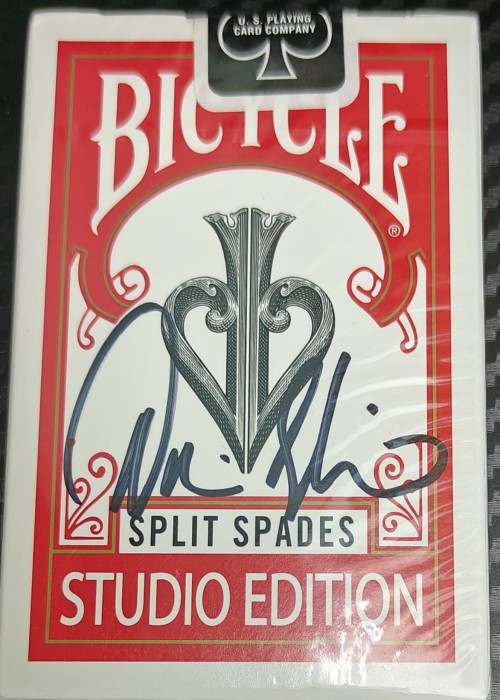 U. S. PLAYING
CARD COMPANY
BICYCLE
®
SPLIT SPADES
STUDIO EDITION